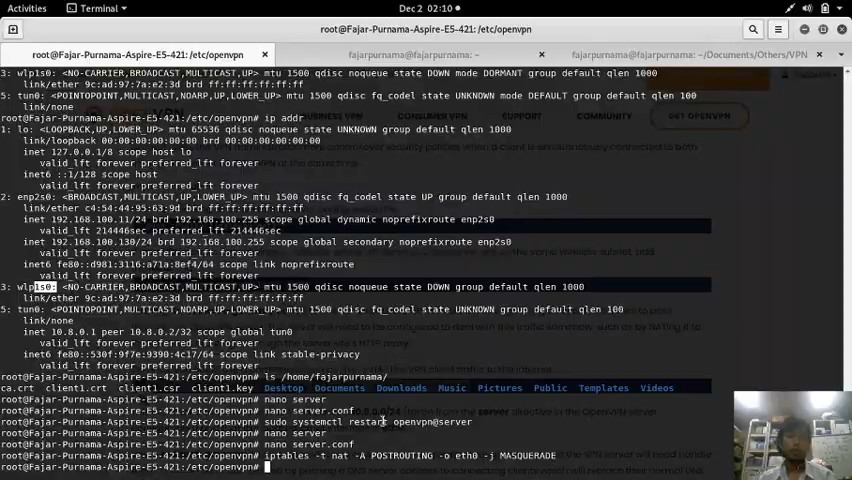 Activities
Terminal
Dec 2 02:10
root@Fajar-Purnama-Aspire-E5-421:/etc/openvpn
root@Fajar-Purnama-Aspire-E5-421: /etc/openvpn
fajarpurnama@fajarpurnama: ~
fajarpurnama@fajarpurnama: ~/Documents/Others/VPN
3: wlp1s0: <NO-CARRIER,BROADCAST,MULTICAST,UP> mtu 1500 qdisc noqueue state DOWN mode DORMANT group default qlen 1000
link/ether 9c:ad:97:7a:e2:3d brd ff:ff:ff:ff:ff:ff
5: tun0: <POINTOPOINT,MULTICAST,NOARP,UP,LOWER_UP> mtu 1500 qdisc fq_codel state UNKNOWN mode DEFAULT group default qlen 100
link/none
root@Fajar-Purnama-Aspire-E5-421:/etc/openvpn# ip addr
1: lo: <LOOPBACK,UP,LOWER_UP> mtu 65536 qdisc noqueue state UNKNOWN group default qlen 1000
link/loopback 00:00:00:00:00:00 brd 00:00:00:00:00:00
inet 127.0.0.1/8 scope host lo
valid_lft forever preferred_lft forever
inet6 ::1/128 scope host
valid_lft forever preferred_lft forever
2: enp2s0: <BROADCAST,MULTICAST,UP,LOWER_UP> mtu 1500 qdisc fq_codel state UP group default qlen 1000
link/ether c4:54:44:95:63:9d brd ff:ff:ff:ff:ff:ff
inet 192.168.100.11/24 brd 192.168.100.255 scope global dynamic noprefixroute enp2s0
valid_lft 214446sec preferred_lft 214446sec
inet 192.168.100.130/24 brd 192.168.100.255 scope global secondary noprefixroute enp2s0
valid_lft forever preferred_lft forever
inet6 fe80::d981:3116:a71a:8ef4/64 scope link noprefixroute
valid_lft forever preferred_lft forever
3: wlp1s0: <NO-CARRIER,BROADCAST,MULTICAST,UP> mtu 1500 qdisc noqueue state DOWN group default qlen 1000
link/ether 9c:ad:97:7a:e2:3d brd ff:ff:ff:ff:ff:ff
5: tun0: <POINTOPOINT,MULTICAST,NOARP,UP,LOWER_UP> mtu 1500 qdisc fq_codel state UNKNOWN group default qlen 100
link/none
inet 10.8.0.1 peer 10.8.0.2/32 scope global tun0
valid_lft forever preferred_lft forever
inet6 fe80::530f:9f7e:9390:4c17/64 scope link stable-privacy
valid_lft forever preferred_lft forever
root@Fajar-Purnama-Aspire-E5-421:/etc/openvpn# ls /home/fajarpurnama/
ca.crt client1.crt client1.csr client1.key Desktop Documents Downloads Music Pictures Public Templates Videos
root@Fajar-Purnama-Aspire-E5-421:/etc/openvpn# nano server
root@Fajar-Purnama-Aspire-E5-421:/etc/openvpn# nano server.conf
root@Fajar-Purnama-Aspire-E5-421:/etc/openvpn# sudo systemctl restart openvpn@server
root@Fajar-Purnama-Aspire-E5-421:/etc/openvpn# nano server
root@Fajar-Purnama-Aspire-E5-421:/etc/openvpn# nano server.conf
root@Fajar-Purnama-Aspire-E5-421:/etc/openvpn# iptables -t nat -A POSTROUTING -o eth0 -j MASQUERADE
root@Fajar-Purnama-Aspire-E5-421:/etc/openvpn#
CONSUMER VPN
SUPPORT
COMMUNITY
GET OPENVPN